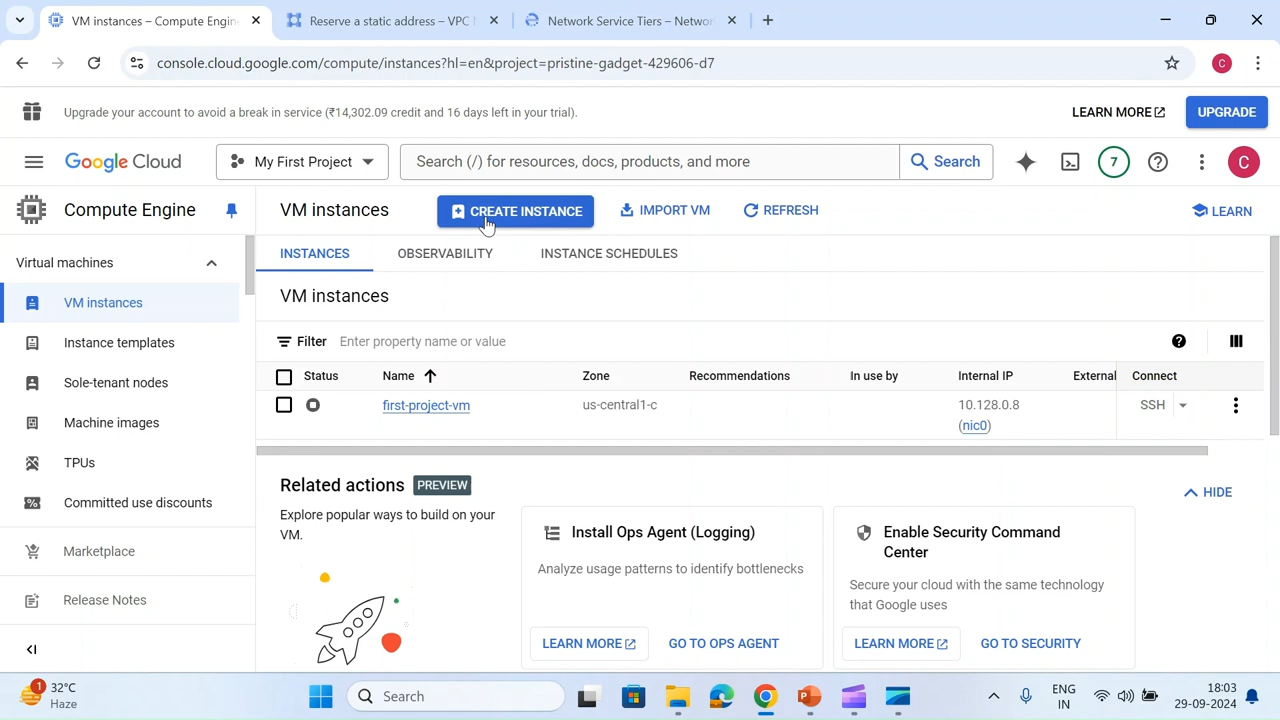 VM instances – Compute Engine
Reserve a static address – VPC
Network Service Tiers – Networ
console.cloud.google.com/compute/instances?hl=en&project=pristine-gadget-429606-d7
C
Upgrade your account to avoid a break in service (₹14,302.09 credit and 16 days left in your trial).
LEARN MORE
UPGRADE
Google Cloud
My First Project
Search (/) for resources, docs, products, and more
Search
7
C
Compute Engine
VM instances
CREATE INSTANCE
IMPORT VM
REFRESH
LEARN
Virtual machines
INSTANCES
OBSERVABILITY
INSTANCE SCHEDULES
VM instances
VM instances
Filter
Enter property name or value
Instance templates
Status
Name
Zone
Recommendations
In use by
Internal IP
External
Connect
Sole-tenant nodes
first-project-vm
us-central1-c
10.128.0.8
(nic0)
SSH
Machine images
TPUs
Committed use discounts
Marketplace
Release Notes
Related actions
PREVIEW
HIDE
Explore popular ways to build on your
VM.
Install Ops Agent (Logging)
Analyze usage patterns to identify bottlenecks
LEARN MORE
GO TO OPS AGENT
Enable Security Command
Center
Secure your cloud with the same technology
that Google uses
LEARN MORE
GO TO SECURITY
1
32°C
Haze
Search
ENG
IN
18:03
29-09-2024